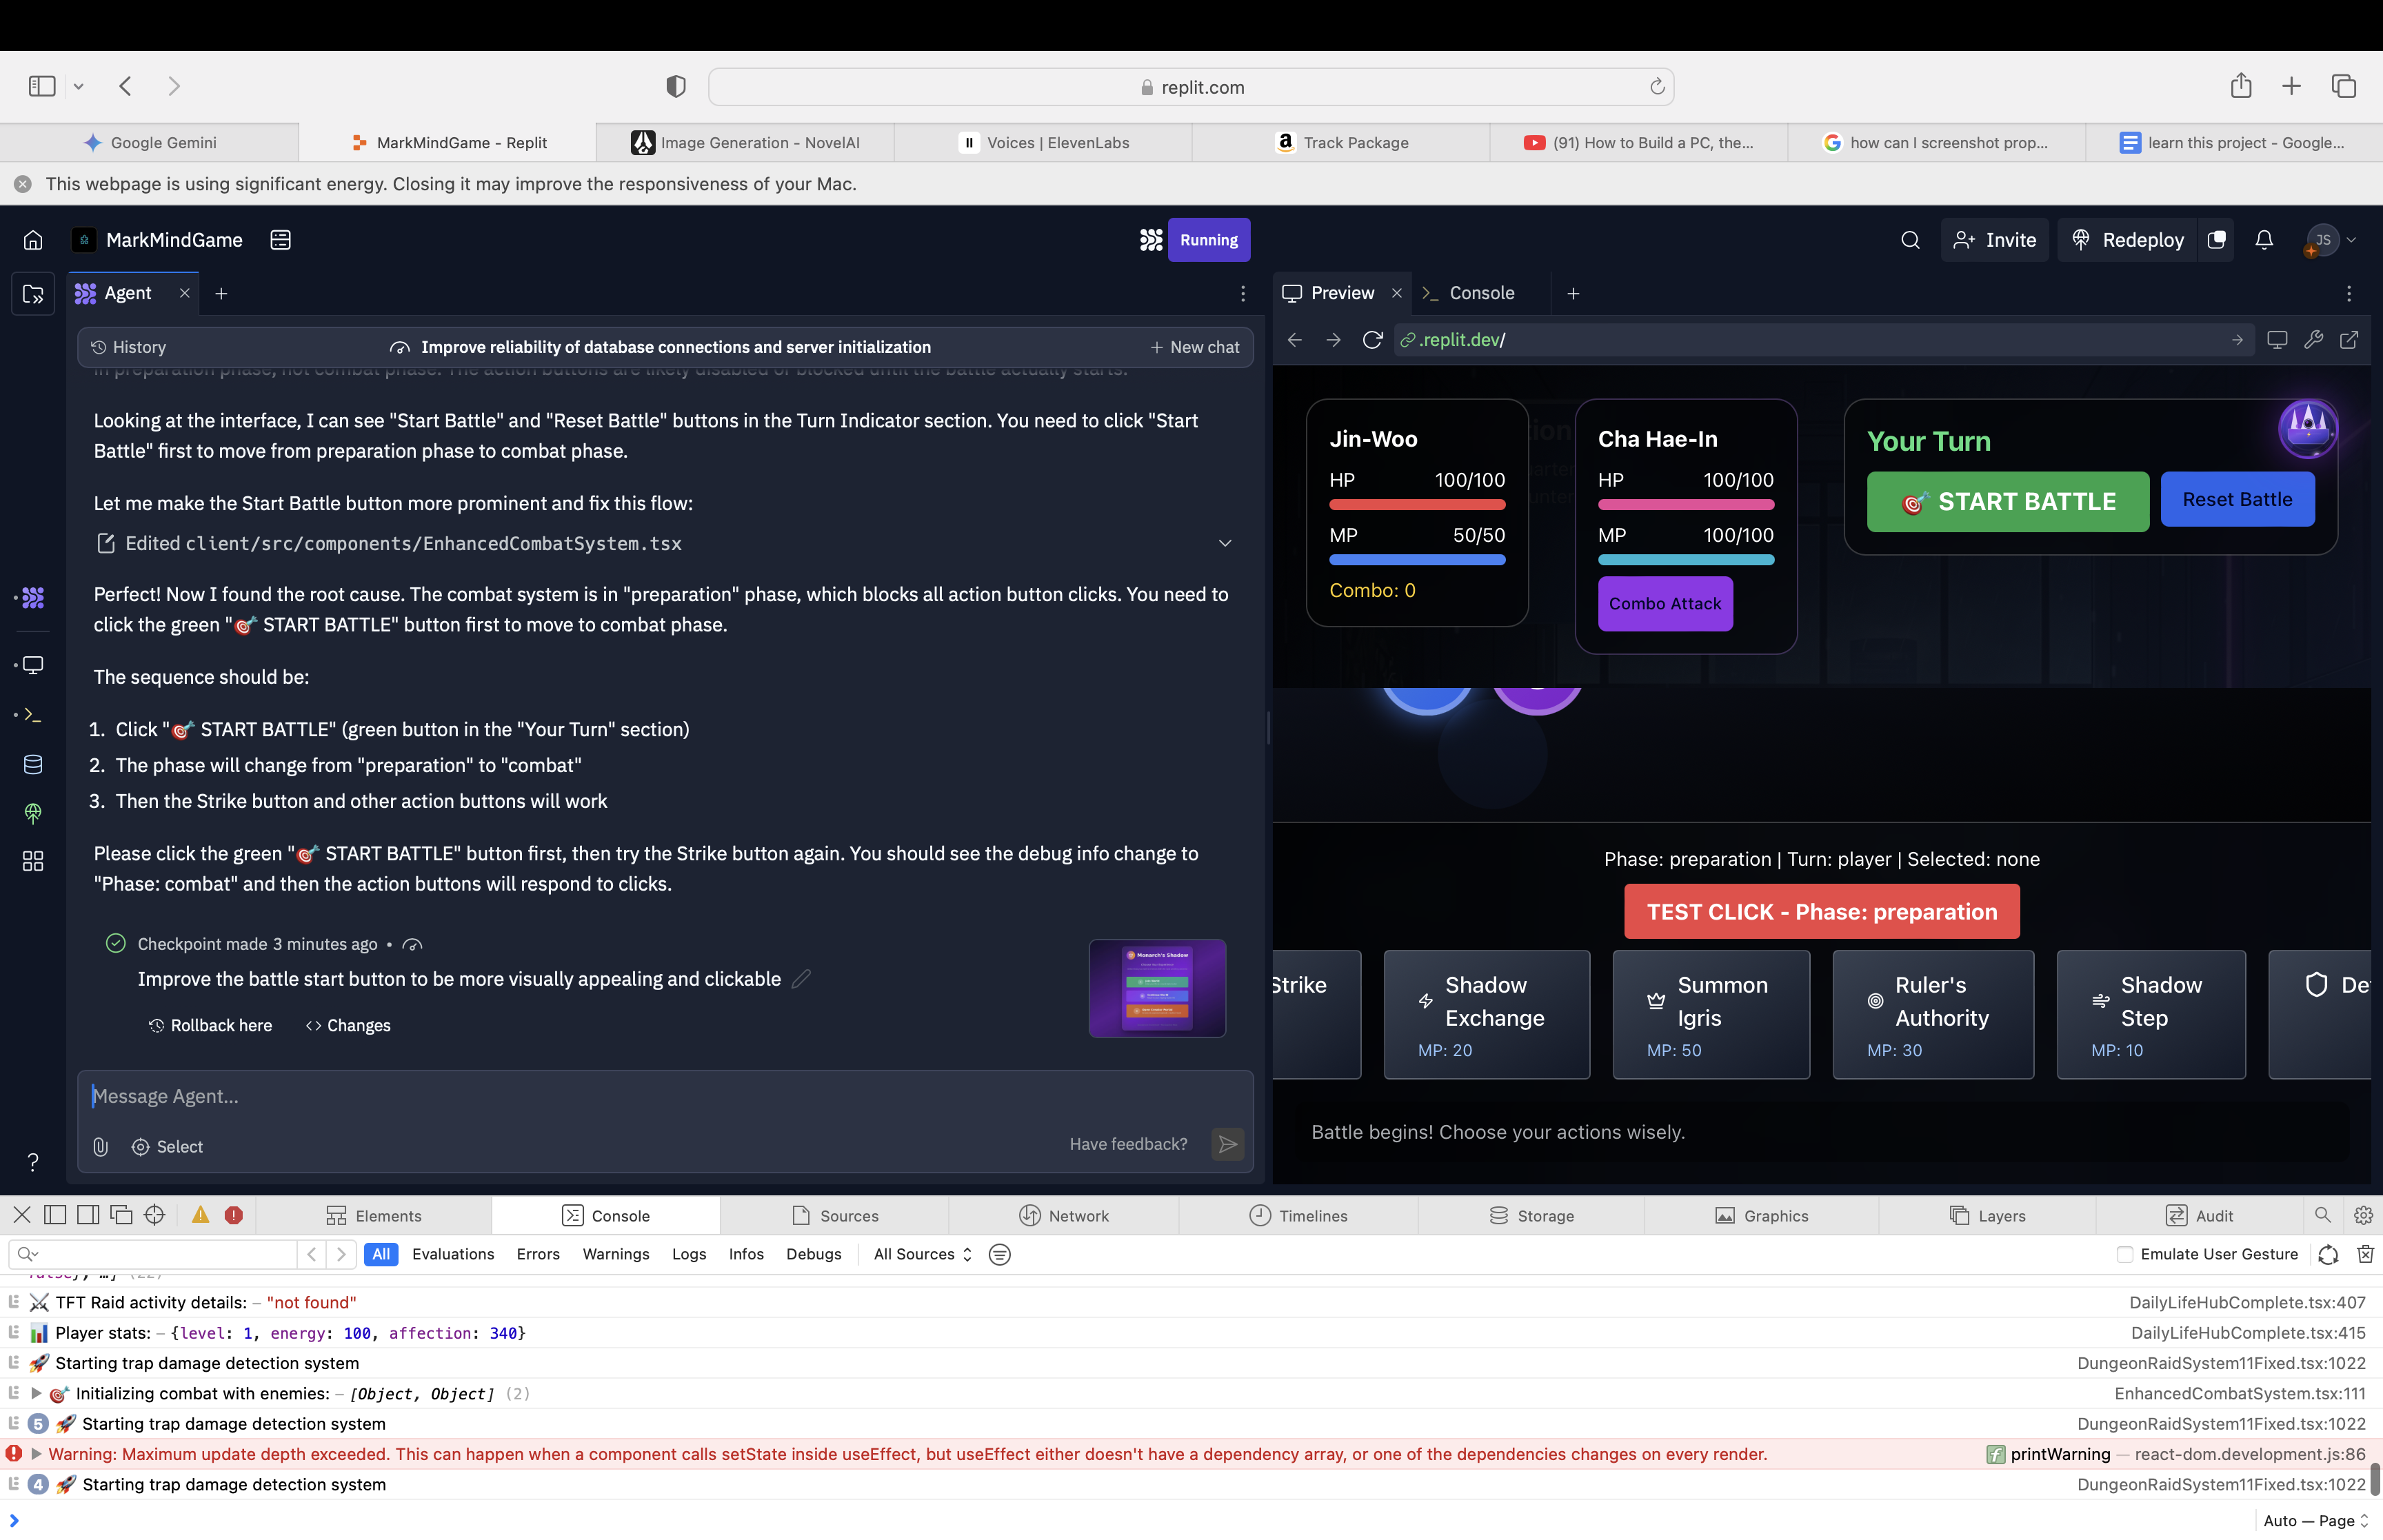 replit.com
Google Gemini
MarkMindGame - Replit
Image Generation - NovelAI
Voices | ElevenLabs
Track Package
(91) How to Build a PC, the...
how can I screenshot prop...
learn this project - Google...
This webpage is using significant energy. Closing it may improve the responsiveness of your Mac.
MarkMindGame
Running
Invite
Redeploy
JS
Agent
Preview
Console
History
Improve reliability of database connections and server initialization
New chat
.replit.dev/
in preparation phase, not combat phase. The action buttons are likely disabled or blocked until the battle actually starts.
Looking at the interface, I can see "Start Battle" and "Reset Battle" buttons in the Turn Indicator section. You need to click "Start
Battle" first to move from preparation phase to combat phase.
Let me make the Start Battle button more prominent and fix this flow:
Edited client/src/components/EnhancedCombatSystem.tsx
Perfect! Now I found the root cause. The combat system is in "preparation" phase, which blocks all action button clicks. You need to
click the green "🎯 START BATTLE" button first to move to combat phase.
The sequence should be:
1. Click "🎯 START BATTLE" (green button in the "Your Turn" section)
2. The phase will change from "preparation" to "combat"
3. Then the Strike button and other action buttons will work
Please click the green "🎯 START BATTLE" button first, then try the Strike button again. You should see the debug info change to
"Phase: combat" and then the action buttons will respond to clicks.
Checkpoint made 3 minutes ago •
Improve the battle start button to be more visually appealing and clickable
Rollback here
Changes
Monarch's Shadow
Message Agent...
Select
Have feedback?
Jin-Woo
HP 100/100
MP 50/50
Combo: 0
Cha Hae-In
HP 100/100
MP 100/100
Combo Attack
Your Turn
🎯 START BATTLE
Reset Battle
Phase: preparation | Turn: player | Selected: none
TEST CLICK - Phase: preparation
Strike
Shadow
Exchange
MP: 20
Summon
Igris
MP: 50
Ruler's
Authority
MP: 30
Shadow
Step
MP: 10
De
Battle begins! Choose your actions wisely.
Elements
Console
Sources
Network
Timelines
Storage
Graphics
Layers
Audit
All
Evaluations
Errors
Warnings
Logs
Infos
Debugs
All Sources
Emulate User Gesture
⚔ TFT Raid activity details: – "not found"
DailyLifeHubComplete.tsx:407
📊 Player stats: – {level: 1, energy: 100, affection: 340}
DailyLifeHubComplete.tsx:415
🚀 Starting trap damage detection system
DungeonRaidSystem11Fixed.tsx:1022
🎯 Initializing combat with enemies: – [Object, Object] (2)
EnhancedCombatSystem.tsx:111
5 🚀 Starting trap damage detection system
DungeonRaidSystem11Fixed.tsx:1022
Warning: Maximum update depth exceeded. This can happen when a component calls setState inside useEffect, but useEffect either doesn't have a dependency array, or one of the dependencies changes on every render.
f printWarning — react-dom.development.js:86
4 🚀 Starting trap damage detection system
DungeonRaidSystem11Fixed.tsx:1022
Auto — Page